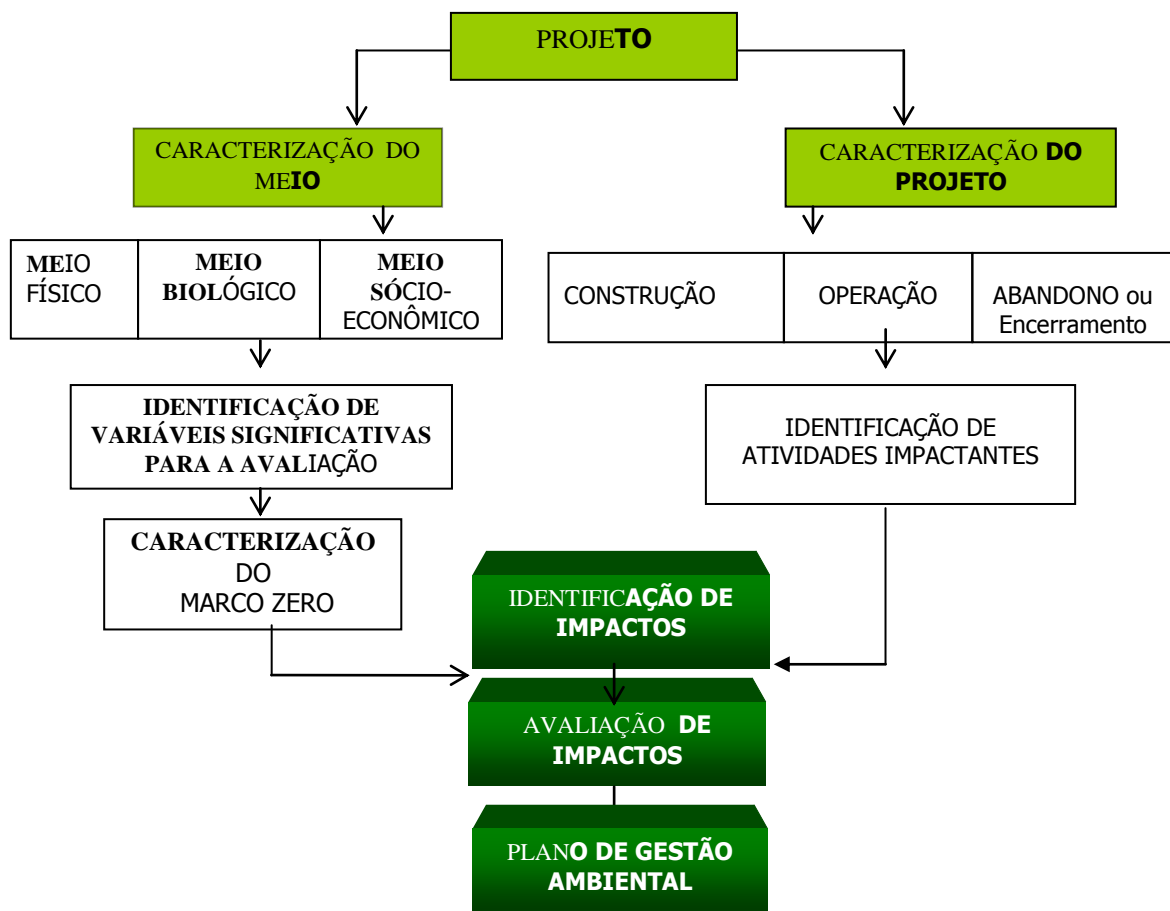 PROJETO
CARACTERIZAÇÃO DO
MEIO
CARACTERIZAÇÃO DO
PROJETO
MEIO
FÍSICO
MEIO
BIOLÓGICO
MEIO
SÓCIO-
ECONÔMICO
CONSTRUÇÃO
OPERAÇÃO
ABANDONO ou
Encerramento
IDENTIFICAÇÃO DE
VARIÁVEIS SIGNIFICATIVAS
PARA A AVALIAÇÃO
IDENTIFICAÇÃO DE
ATIVIDADES IMPACTANTES
CARACTERIZAÇÃO
DO
MARCO ZERO
IDENTIFICAÇÃO DE
IMPACTOS
AVALIAÇÃO DE
IMPACTOS
PLANO DE GESTÃO
AMBIENTAL